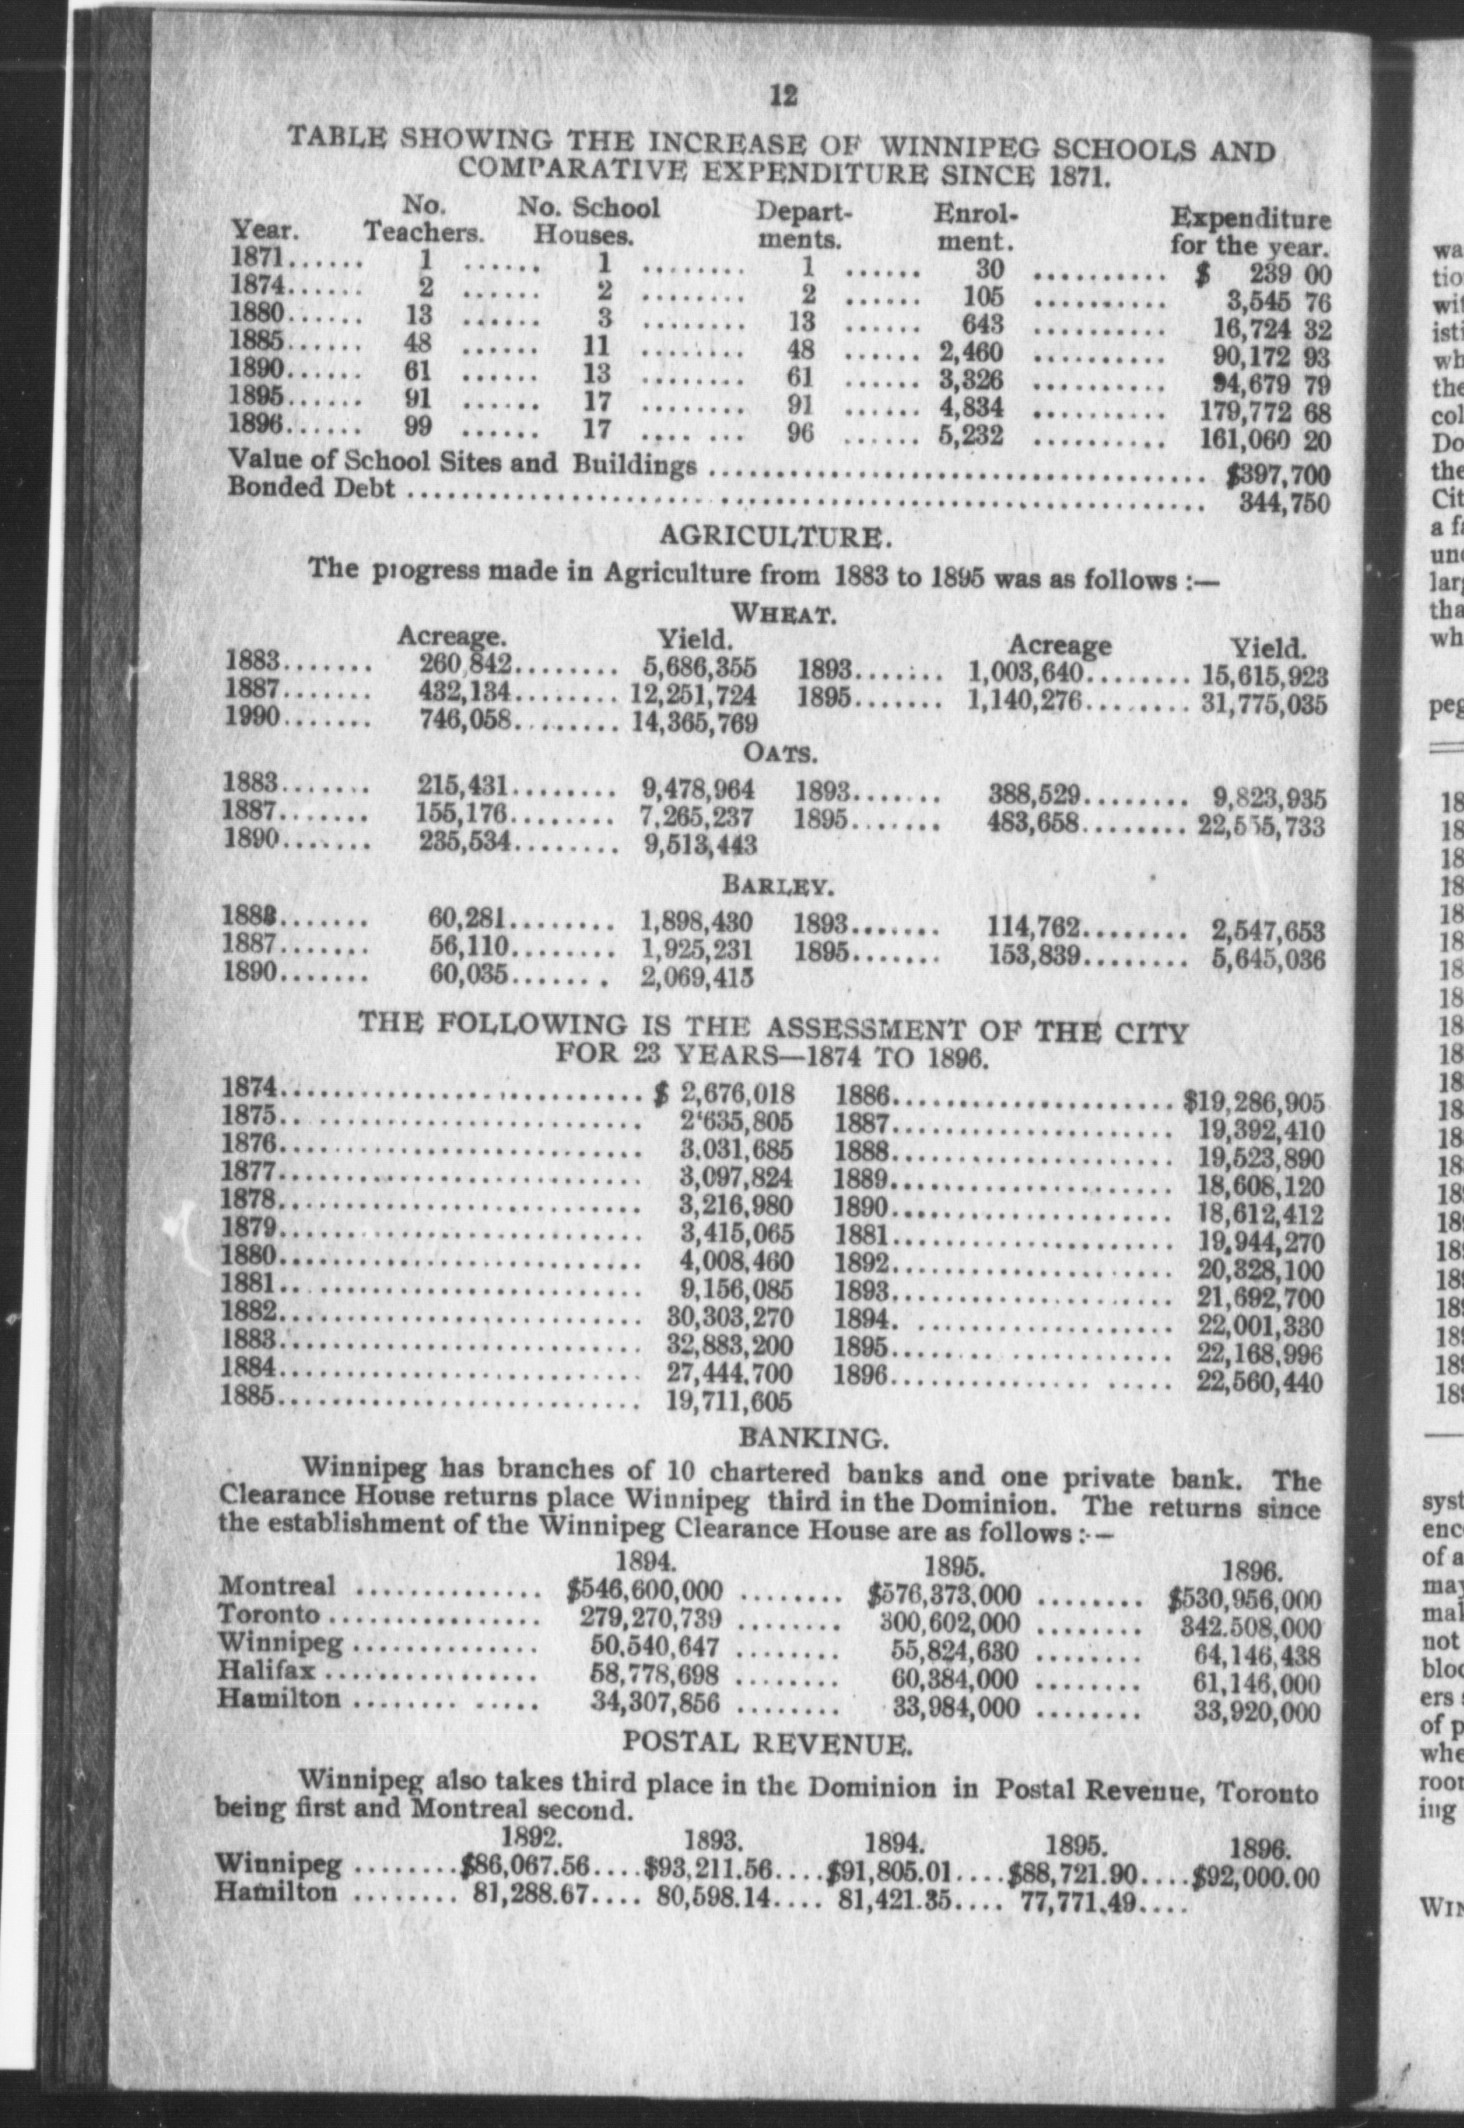 12
TABLE SHOWING THE INCREASE OF WINNIPEG SCHOOLS AND
COMPARATIVE EXPENDITURE SINCE 1871.
No. No. School Depart- Enrol- Expenditure
Year. Teachers. Houses. ments. ment. for the year.
1871...... 1 ...... 1 ........ 1 ...... 30 .......... $ 239 00
1874...... 2 ...... 2 ........ 2 ...... 105 .......... 3,545 76
1880...... 13 ...... 3 ........ 13 ...... 643 .......... 16,724 32
1885...... 48 ...... 11 ........ 48 ...... 2,460 .......... 90,172 93
1890...... 61 ...... 13 ........ 61 ...... 3,326 .......... 94,679 79
1895...... 91 ...... 17 ........ 91 ...... 4,834 .......... 179,772 68
1896...... 99 ...... 17 .... ... 96 ...... 5,232 .......... 161,060 20
Value of School Sites and Buildings ..................................... $397,700
Bonded Debt ............................................................ 344,750
AGRICULTURE.
The progress made in Agriculture from 1883 to 1895 was as follows :—
WHEAT.
Acreage. Yield. Acreage Yield.
1883....... 260,842........ 5,686,355 1893....... 1,003,640........ 15,615,923
1887....... 432,134........ 12,251,724 1895....... 1,140,276........ 31,775,035
1990....... 746,058........ 14,365,769
OATS.
1883....... 215,431........ 9,478,964 1893....... 388,529........ 9,823,935
1887....... 155,176........ 7,265,237 1895....... 483,658........ 22,555,733
1890....... 235,534........ 9,513,443
BARLEY.
1883....... 60,281........ 1,898,430 1893....... 114,762........ 2,547,653
1887....... 56,110........ 1,925,231 1895....... 153,839........ 5,645,036
1890....... 60,035....... . 2,069,415
THE FOLLOWING IS THE ASSESSMENT OF THE CITY
FOR 23 YEARS—1874 TO 1896.
1874........................... $ 2,676,018 1886..................... $19,286,905
1875.. ........................ 2‘635,805 1887..................... 19,392,410
1876........................... 3.031,685 1888..................... 19,523,890
1877........................... 3,097,824 1889..................... 18,608,120
1878........................... 3,216,980 1890..................... 18,612,412
1879........................... 3,415,065 1881..................... 19,944,270
1880........................... 4,008,460 1892..................... 20,328,100
1881.. ........................ 9,156,085 1893..................... 21,692,700
1882........................... 30,303,270 1894. ................... 22,001,330
1883........................... 32,883,200 1895...... .. ............ 22,168,996
1884........................... 27,444.700 1896............... ..... 22,560,440
1885........................... 19,711,605
BANKING.
Winnipeg has branches of 10 chartered banks and one private bank. The
Clearance House returns place Winnipeg third in the Dominion. The returns since
the establishment of the Winnipeg Clearance House are as follows :—
1894. 1895. 1896.
Montreal .............. $546,600,000 ........ $576,373,000 ........ $530,956,000
Toronto ................ 279,270,739 ........ 300,602,000 ........ 342.508,000
Winnipeg .............. 50,540,647 ........ 55,824,630 ........ 64,146,438
Halifax ................ 58,778,698 ........ 60,384,000 ........ 61,146,000
Hamilton ........ ..... 34,307,856 ........ 33,984,000 ........ 33,920,000
POSTAL REVENUE.
Winnipeg also takes third place in the Dominion in Postal Revenue, Toronto
being first and Montreal second.
1892. 1893. 1894. 1895. 1896.
Winnipeg ........$86,067.56....$93,211.56....$91,805.01....$88,721.90....$92,000.00
Hamilton ........ 81,288.67.... 80,598.14.... 81,421.35.... 77,771.49....